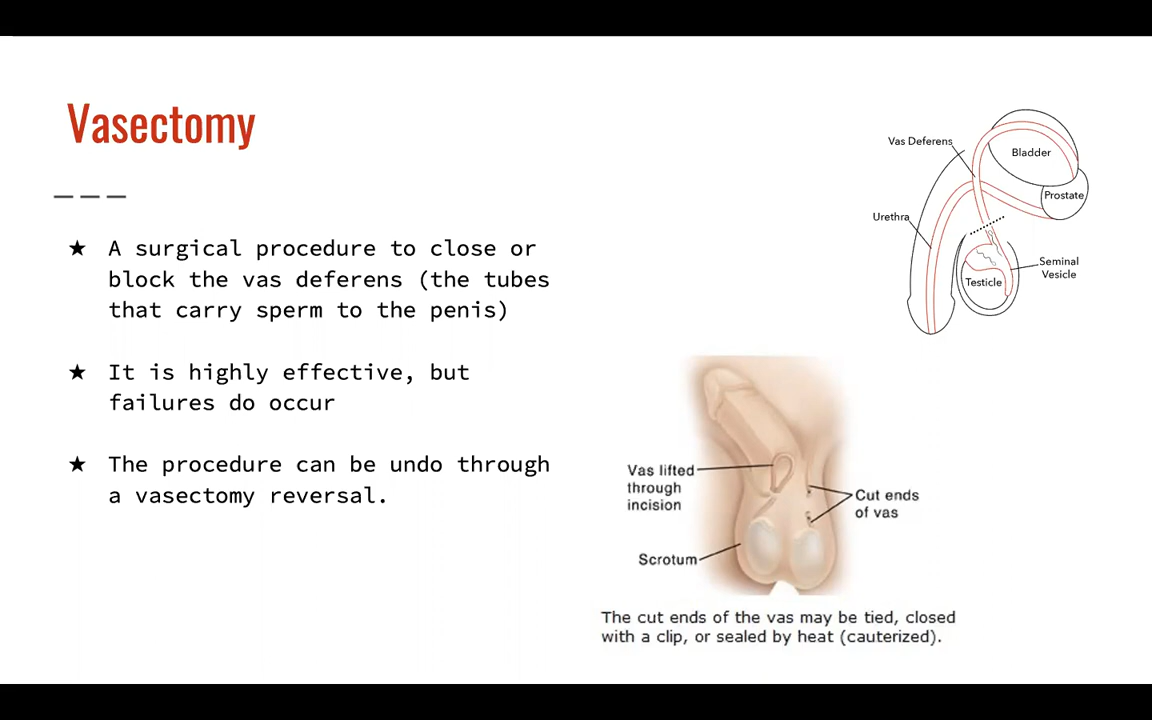 Vasectomy
★ A surgical procedure to close or
block the vas deferens (the tubes
that carry sperm to the penis)
★ It is highly effective, but
failures do occur
★ The procedure can be undo through
a vasectomy reversal.
Vas Deferens
Bladder
Prostate
Urethra
Seminal
Vesicle
Testicle
Vas lifted
through
incision
Cut ends
of vas
Scrotum
The cut ends of the vas may be tied, closed
with a clip, or sealed by heat (cauterized).